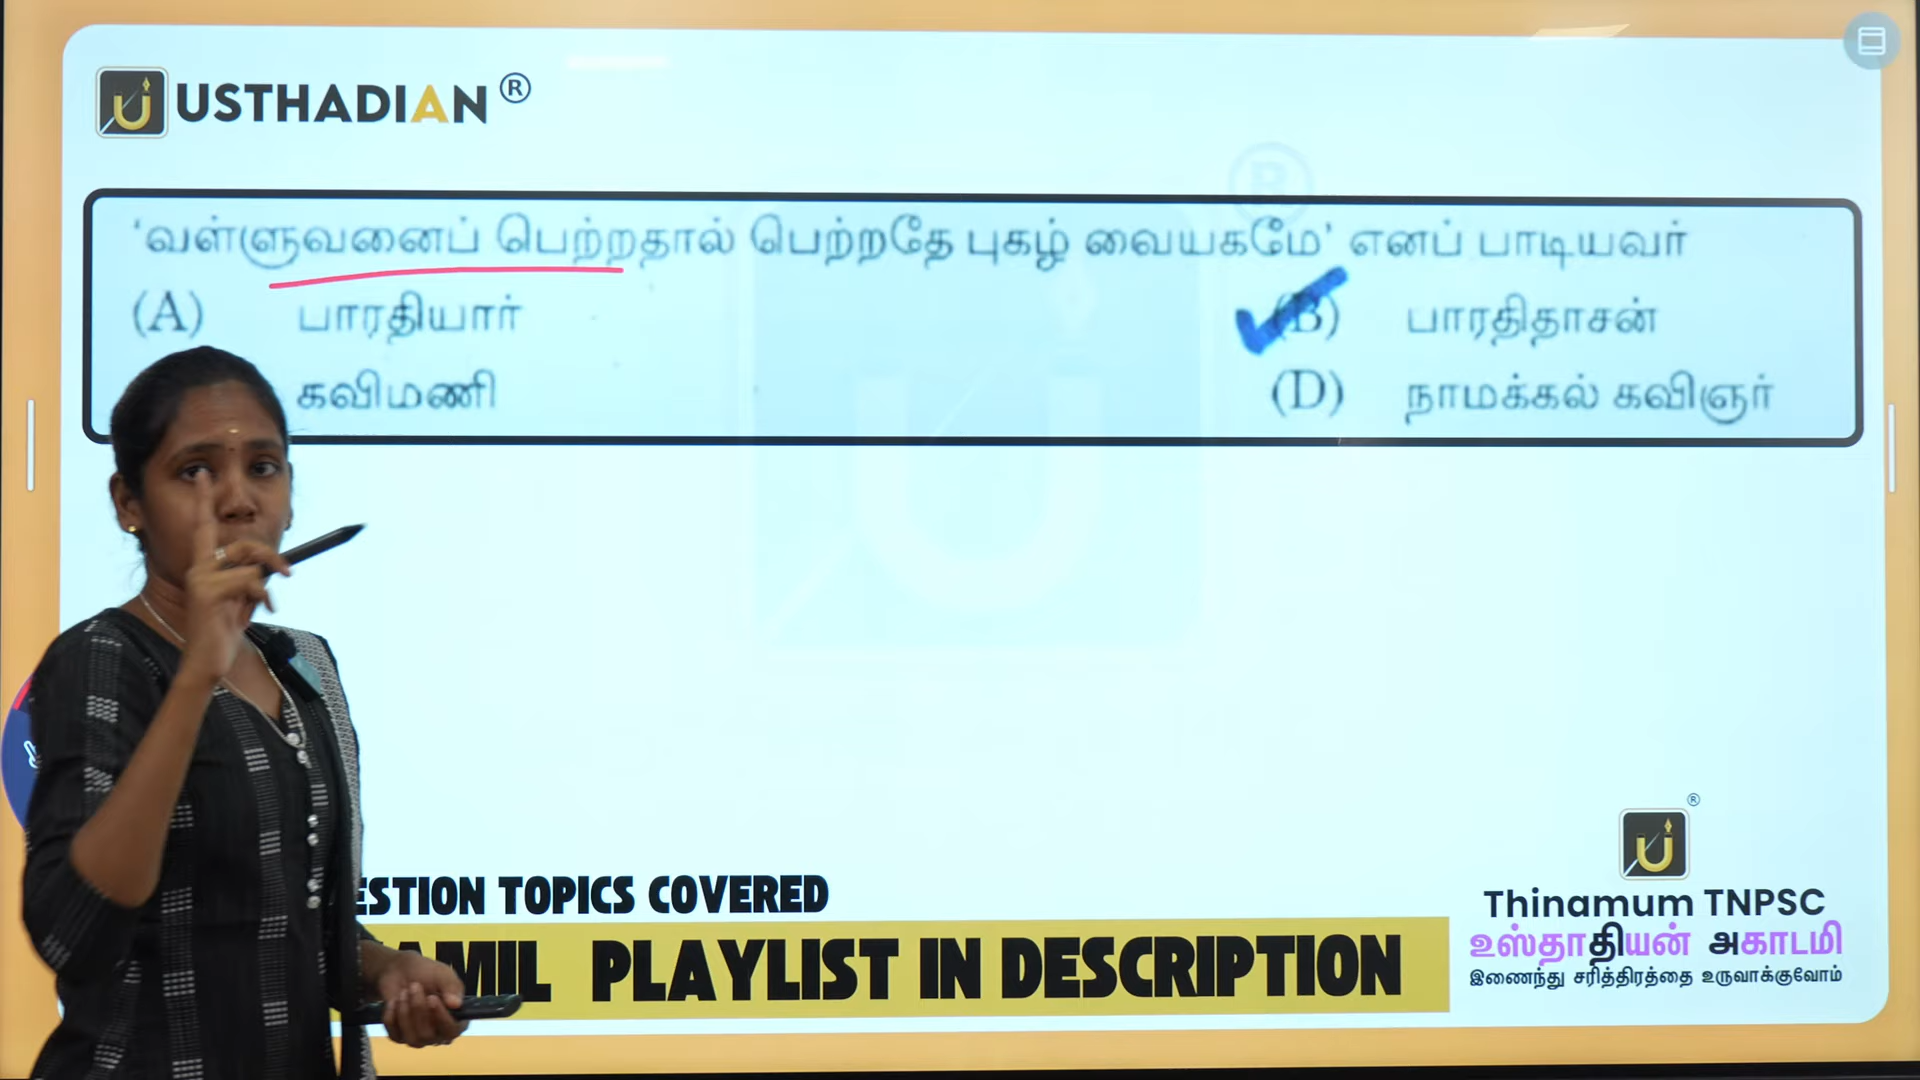 USTHADIAN ®
'வள்ளுவனைப் பெற்றதால் பெற்றதே புகழ் வையகமே' எனப் பாடியவர்
(A) பாரதியார்
(B) பாரதிதாசன்
கவிமணி
(D) நாமக்கல் கவிஞர்
ESTION TOPICS COVERED
AMIL PLAYLIST IN DESCRIPTION
®
Thinamum TNPSC
உஸ்தாதியன் அகாடமி
இணைந்து சரித்திரத்தை உருவாக்குவோம்